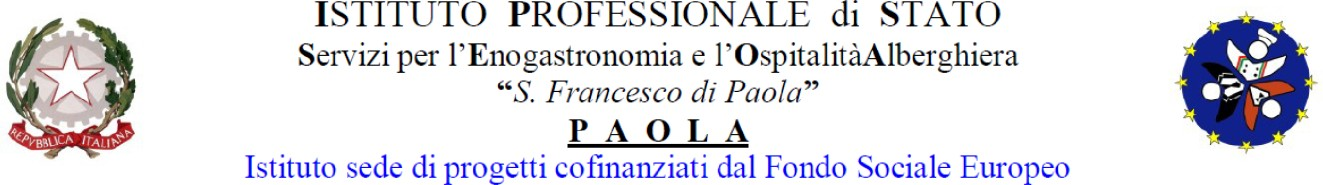 ISTITUTO PROFESSIONALE di STATO
Servizi per l'Enogastronomia e l'OspitalitàAlberghiera
“S. Francesco di Paola”
P A O L A
Istituto sede di progetti cofinanziati dal Fondo Sociale Europeo
REPVBBLICA ITALIANA